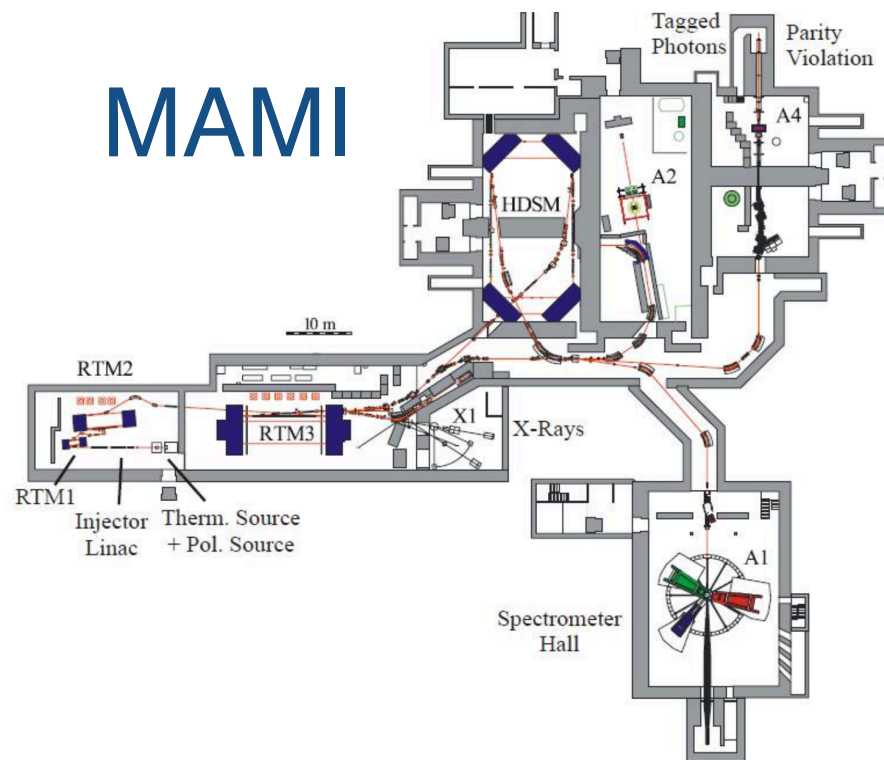 MAMI
Tagged
Photons
Parity
Violation
A4
A2
HDSM
10 m
RTM2
RTM3
X1
X-Rays
RTM1
Injector
Linac
Therm. Source
+ Pol. Source
A1
Spectrometer
Hall